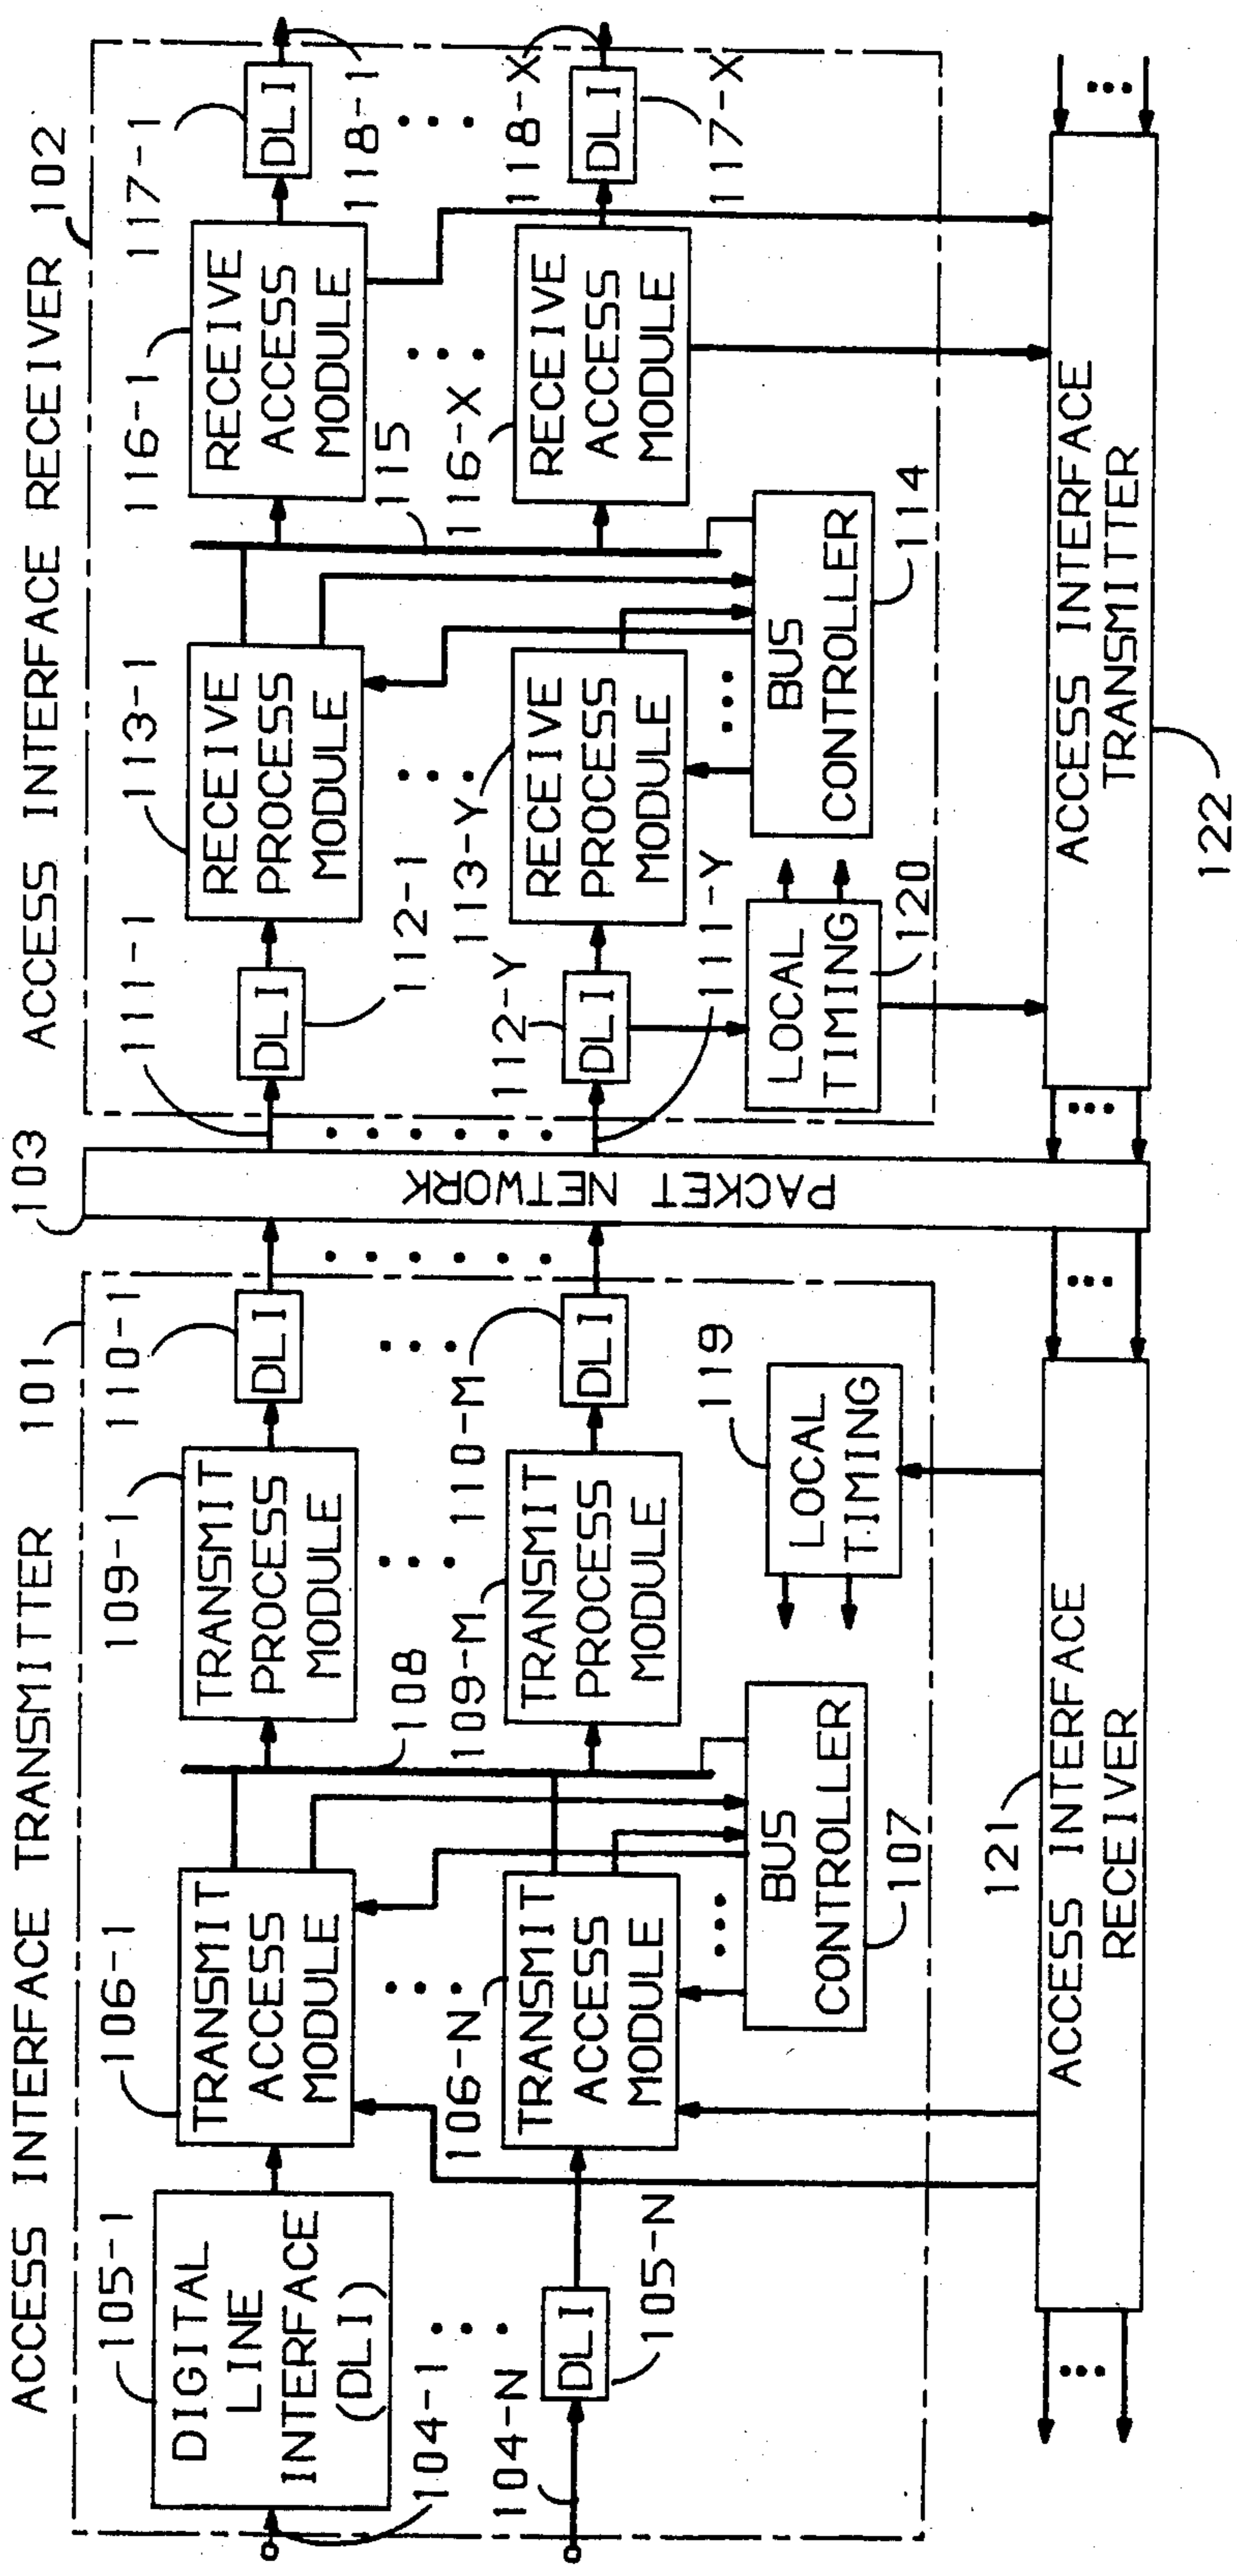 ACCESS INTERFACE TRANSMITTER 101
103
ACCESS INTERFACE RECEIVER 102
105-1
106-1
109-1
110-1
111-1
113-1
116-1
117-1
DIGITAL
LINE
INTERFACE
(DLI)
TRANSMIT
ACCESS
MODULE
TRANSMIT
PROCESS
MODULE
DLI
DLI
RECEIVE
PROCESS
MODULE
RECEIVE
ACCESS
MODULE
DLI
104-1
108
112-1
115
118-1
104-N
106-N
109-M
110-M
112-Y
113-Y
116-X
118-X
DLI
TRANSMIT
ACCESS
MODULE
TRANSMIT
PROCESS
MODULE
DLI
PACKET NETWORK
DLI
RECEIVE
PROCESS
MODULE
RECEIVE
ACCESS
MODULE
DLI
105-N
119
111-Y
117-X
BUS
CONTROLLER
107
LOCAL
TIMING
LOCAL
TIMING
120
BUS
CONTROLLER
114
121
ACCESS INTERFACE
RECEIVER
ACCESS INTERFACE
TRANSMITTER
122